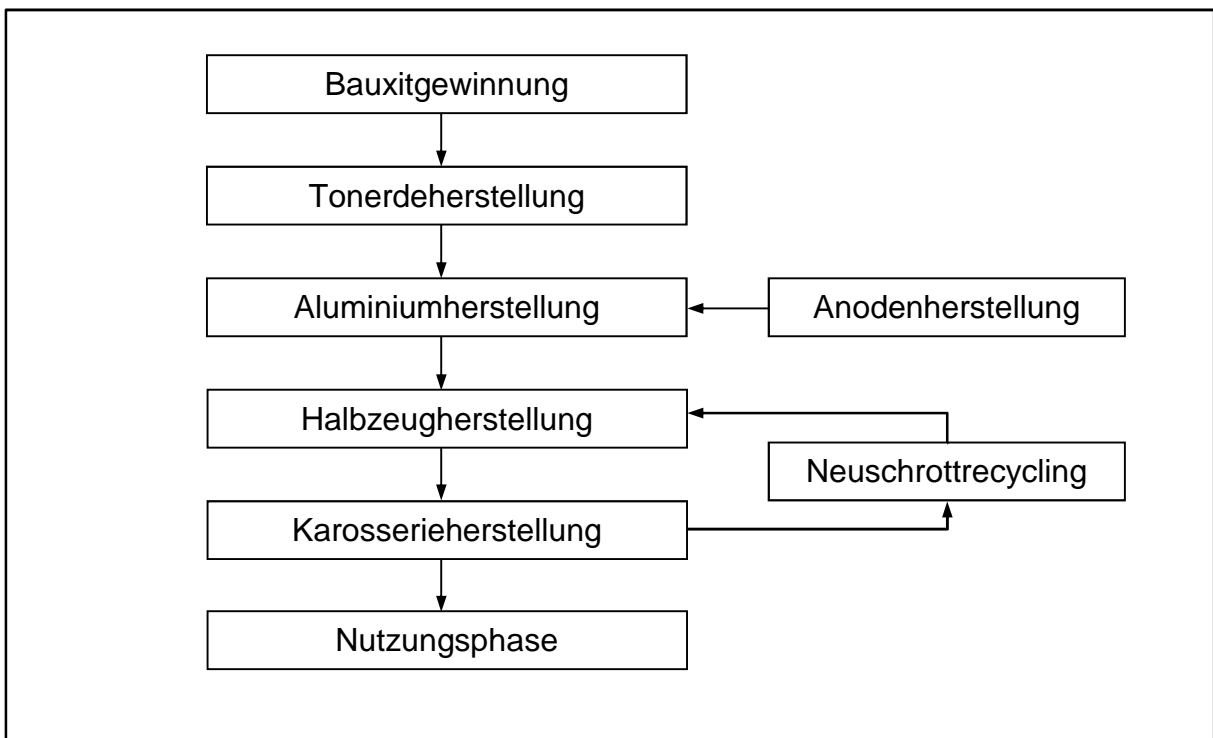 Bauxitgewinnung
Tonerdeherstellung
Aluminiumherstellung
Anodenherstellung
Halbzeugherstellung
Neuschrottrecycling
Karosserieherstellung
Nutzungsphase